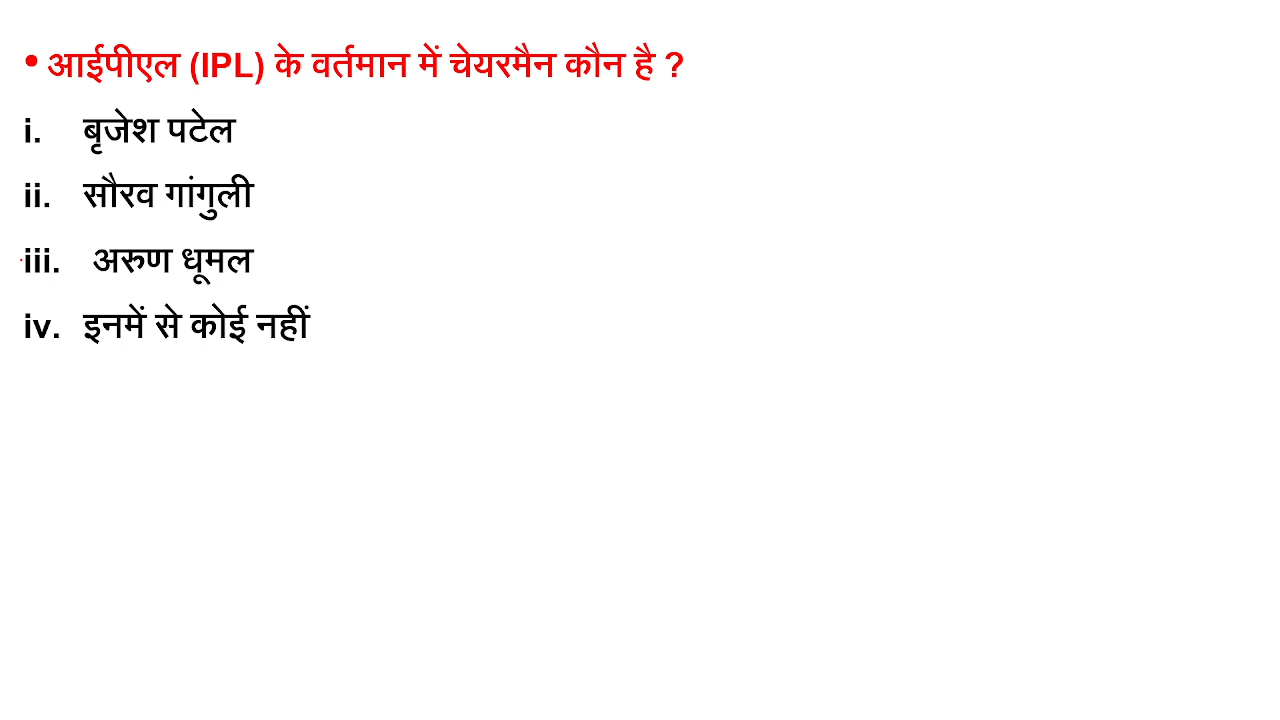 • आईपीएल (IPL) के वर्तमान में चेयरमैन कौन है ?
i. बृजेश पटेल
ii. सौरव गांगुली
iii. अरुण धूमल
iv. इनमें से कोई नहीं